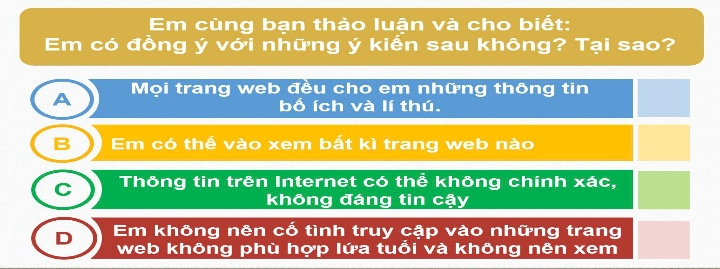 Em cùng bạn thảo luận và cho biết:
Em có đồng ý với những ý kiến sau không? Tại sao?
A
Mọi trang web đều cho em những thông tin
bổ ích và lí thú.
B
Em có thể vào xem bất kì trang web nào
C
Thông tin trên Internet có thể không chính xác,
không đáng tin cậy
D
Em không nên cố tình truy cập vào những trang
web không phù hợp lứa tuổi và không nên xem